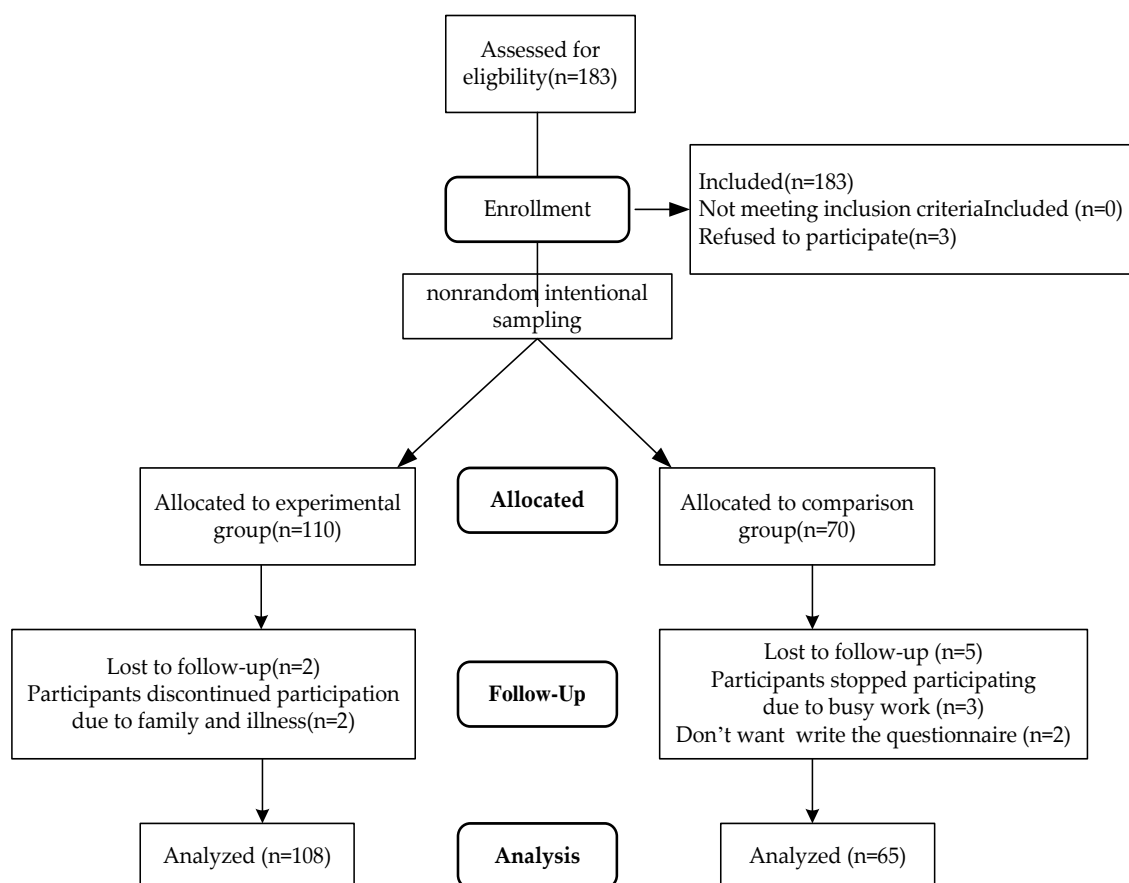 Assessed for
eligbility(n=183)
Enrollment
Included(n=183)
Not meeting inclusion criteriaIncluded (n=0)
Refused to participate(n=3)
nonrandom intentional
sampling
Allocated to experimental
group(n=110)
Allocated
Allocated to comparison
group(n=70)
Lost to follow-up(n=2)
Participants discontinued participation
due to family and illness(n=2)
Follow-Up
Lost to follow-up (n=5)
Participants stopped participating
due to busy work (n=3)
Don't want  write the questionnaire (n=2)
Analyzed (n=108)
Analysis
Analyzed (n=65)